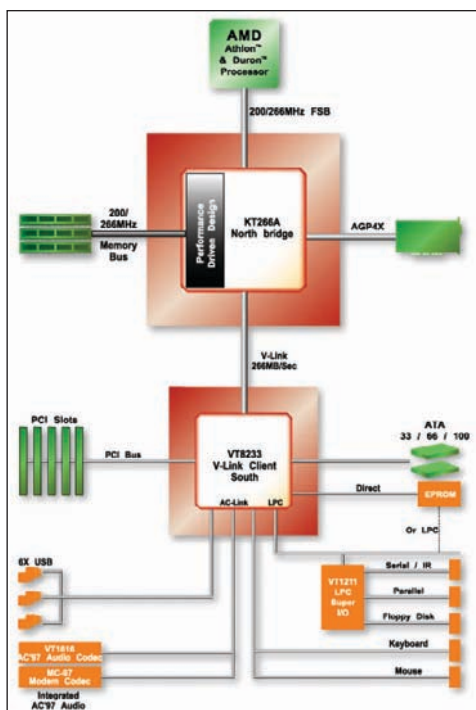 AMD
Athlon™
& Duron™
Processor
200/266MHz FSB
200/
266MHz
Memory
Bus
Performance
Driven Design
KT266A
North bridge
AGP4X
V-Link
266MB/Sec
PCI Slots
VT8233
V-Link Client
South
ATA
33 / 66 / 100
PCI Bus
Direct
EPROM
AC-Link
LPC
Or LPC
6X USB
Serial / IR
VT1211
LPC
Super
I/O
Parallel
Floppy Disk
VT1616
AC'97 Audio Codec
Keyboard
MC-97
Modem Codec
Mouse
Integrated
AC'97 Audio